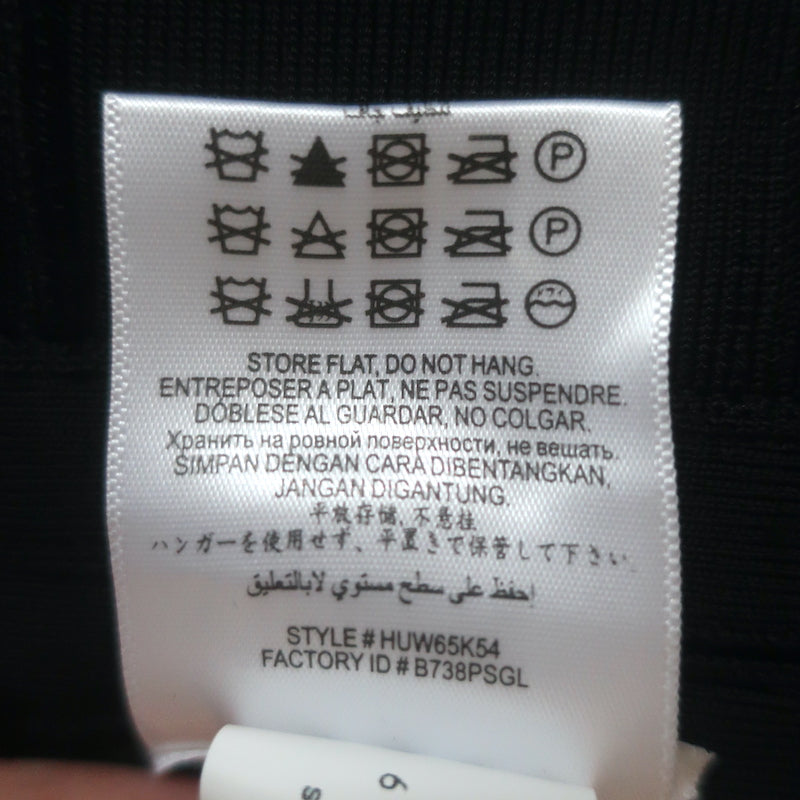 للتنظيف جاف
P
P
STORE FLAT, DO NOT HANG.
ENTREPOSER A PLAT, NE PAS SUSPENDRE.
DÓBLESE AL GUARDAR, NO COLGAR.
Хранить на ровной поверхности, не вешать.
SIMPAN DENGAN CARA DIBENTANGKAN,
JANGAN DIGANTUNG.
平放存储, 不悬挂
ハンガーを使用せず、平置きで保管して下さい。
إحفظ على سطح مستوي لابالتعليق
STYLE # HUW65K54
FACTORY ID # B738PSGL
6
S